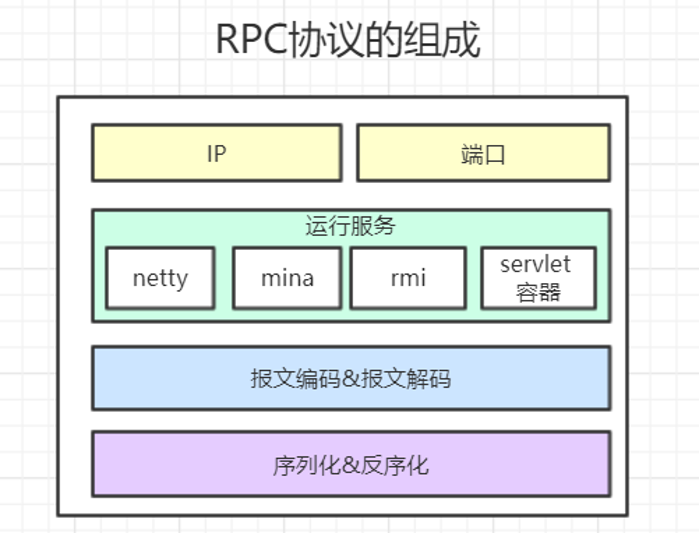 RPC协议的组成
IP
端口
运行服务
netty
mina
rmi
servlet
容器
报文编码&报文解码
序列化&反序化